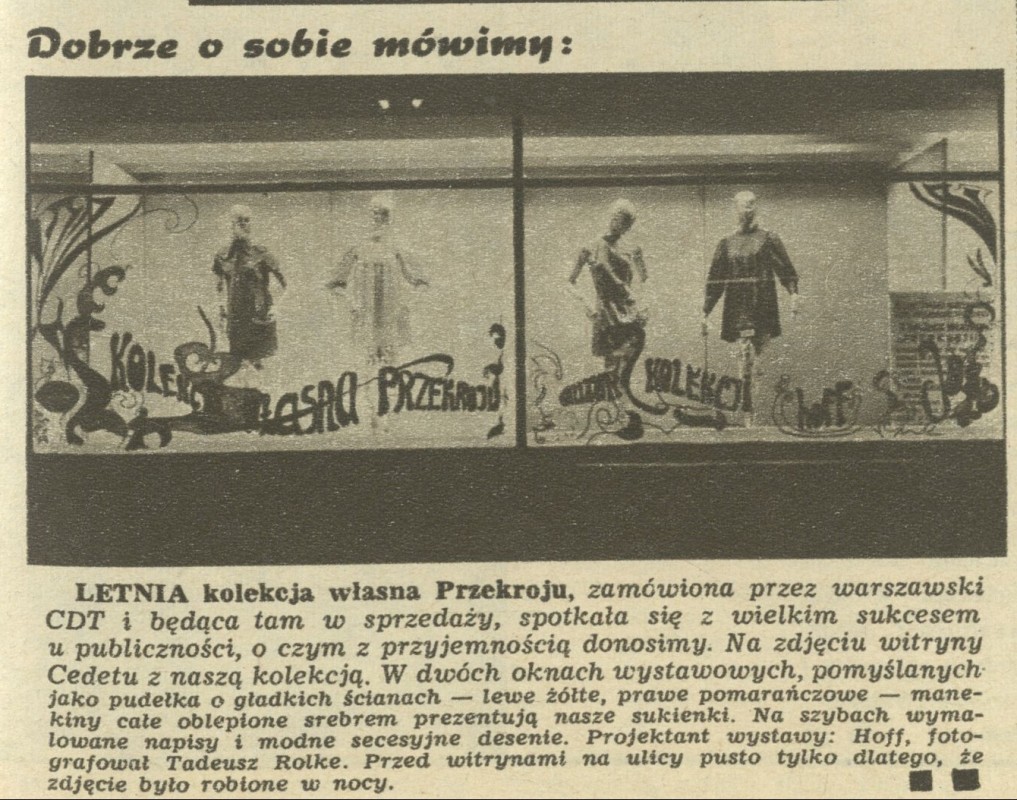 Dobrze o sobie mówimy:
KOLEKC WŁASNA PRZEKROJU
KOLEKCJI
hoff
LETNIA kolekcja własna Przekroju, zamówiona przez warszawski
CDT i będąca tam w sprzedaży, spotkała się z wielkim sukcesem
u publiczności, o czym z przyjemnością donosimy. Na zdjęciu witryny
Cedetu z naszą kolekcją. W dwóch oknach wystawowych, pomyślanych
jako pudełka o gładkich ścianach — lewe żółte, prawe pomarańczowe — mane-
kiny całe oblepione srebrem prezentują nasze sukienki. Na szybach wyma-
lowane napisy i modne secesyjne desenie. Projektant wystawy: Hoff, foto-
grafował Tadeusz Rolke. Przed witrynami na ulicy pusto tylko dlatego, że
zdjęcie było robione w nocy.